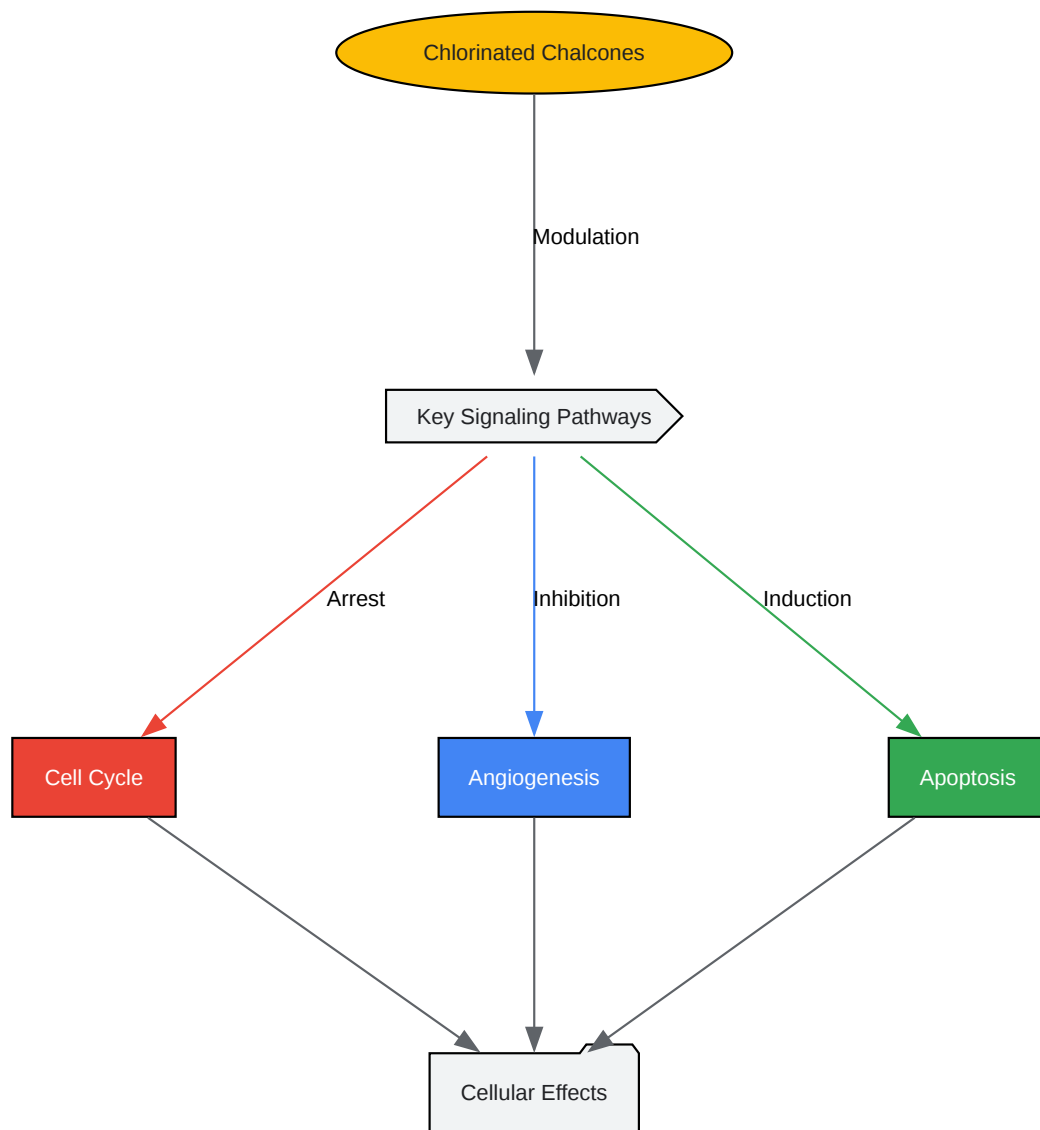 Chlorinated Chalcones
Modulation
Key Signaling Pathways
Arrest
Inhibition
Induction
Cell Cycle
Angiogenesis
Apoptosis
Cellular Effects